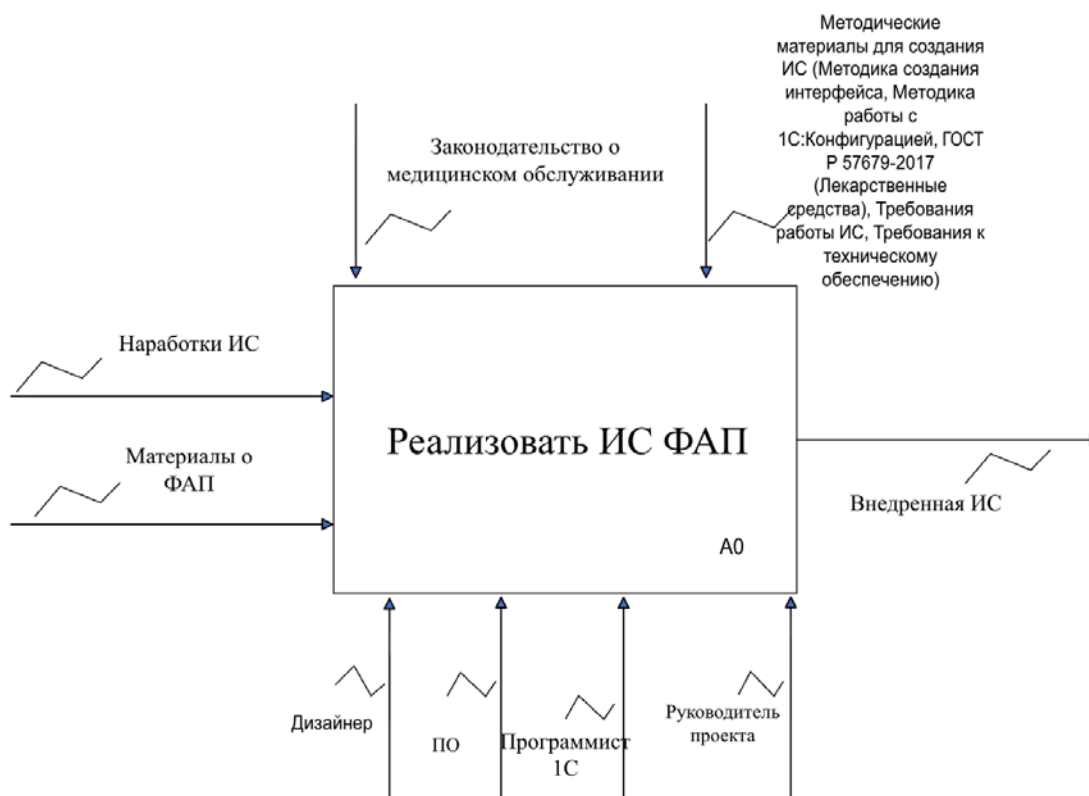 Методические
материалы для создания
ИС (Методика создания
интерфейса, Методика
работы с
1С:Конфигурацией, ГОСТ
Р 57679-2017
(Лекарственные
средства), Требования
работы ИС, Требования к
техническому
обеспечению)
Законодательство о
медицинском обслуживании
Наработки ИС
Материалы о
ФАП
Реализовать ИС ФАП
А0
Внедренная ИС
Дизайнер
ПО
Программист
1С
Руководитель
проекта